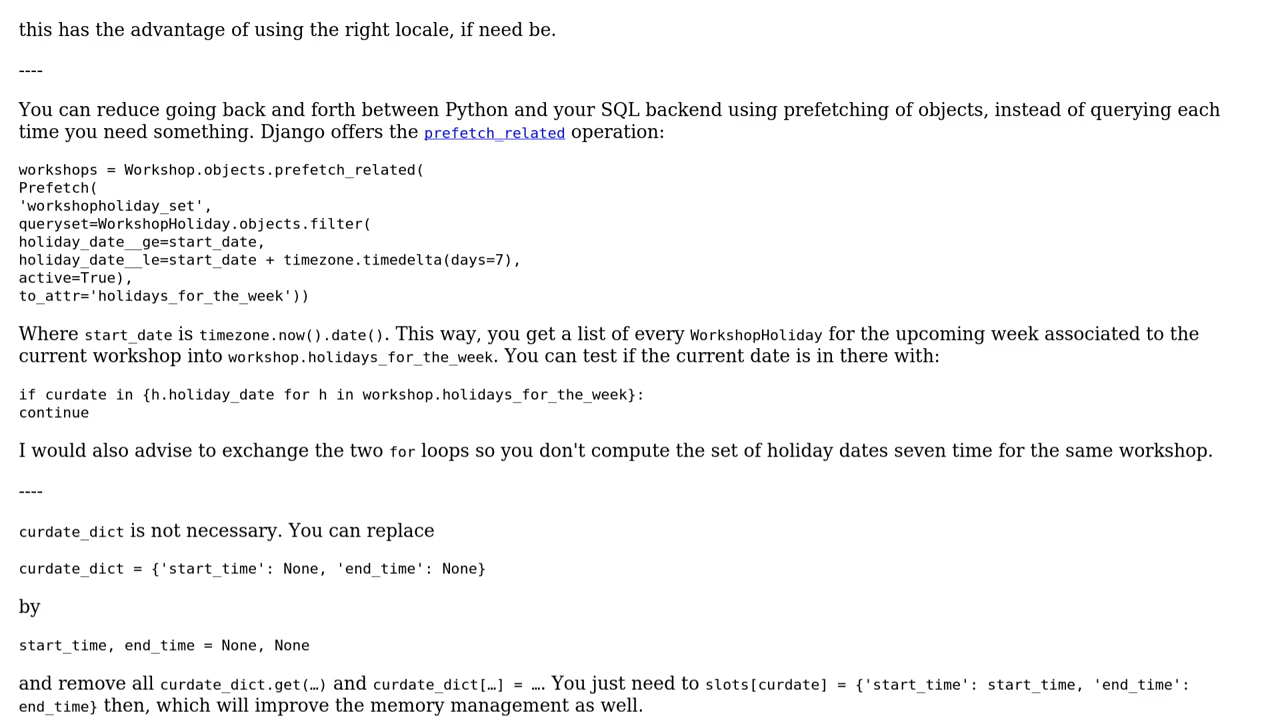 this has the advantage of using the right locale, if need be.
----
You can reduce going back and forth between Python and your SQL backend using prefetching of objects, instead of querying each
time you need something. Django offers the prefetch_related operation:
workshops = Workshop.objects.prefetch_related(
Prefetch(
'workshopholiday_set',
queryset=WorkshopHoliday.objects.filter(
holiday_date__ge=start_date,
holiday_date__le=start_date + timezone.timedelta(days=7),
active=True),
to_attr='holidays_for_the_week'))
Where start_date is timezone.now().date(). This way, you get a list of every WorkshopHoliday for the upcoming week associated to the
current workshop into workshop.holidays_for_the_week. You can test if the current date is in there with:
if curdate in {h.holiday_date for h in workshop.holidays_for_the_week}:
continue
I would also advise to exchange the two for loops so you don't compute the set of holiday dates seven time for the same workshop.
----
curdate_dict is not necessary. You can replace
curdate_dict = {'start_time': None, 'end_time': None}
by
start_time, end_time = None, None
and remove all curdate_dict.get(…) and curdate_dict[…] = …. You just need to slots[curdate] = {'start_time': start_time, 'end_time':
end_time} then, which will improve the memory management as well.